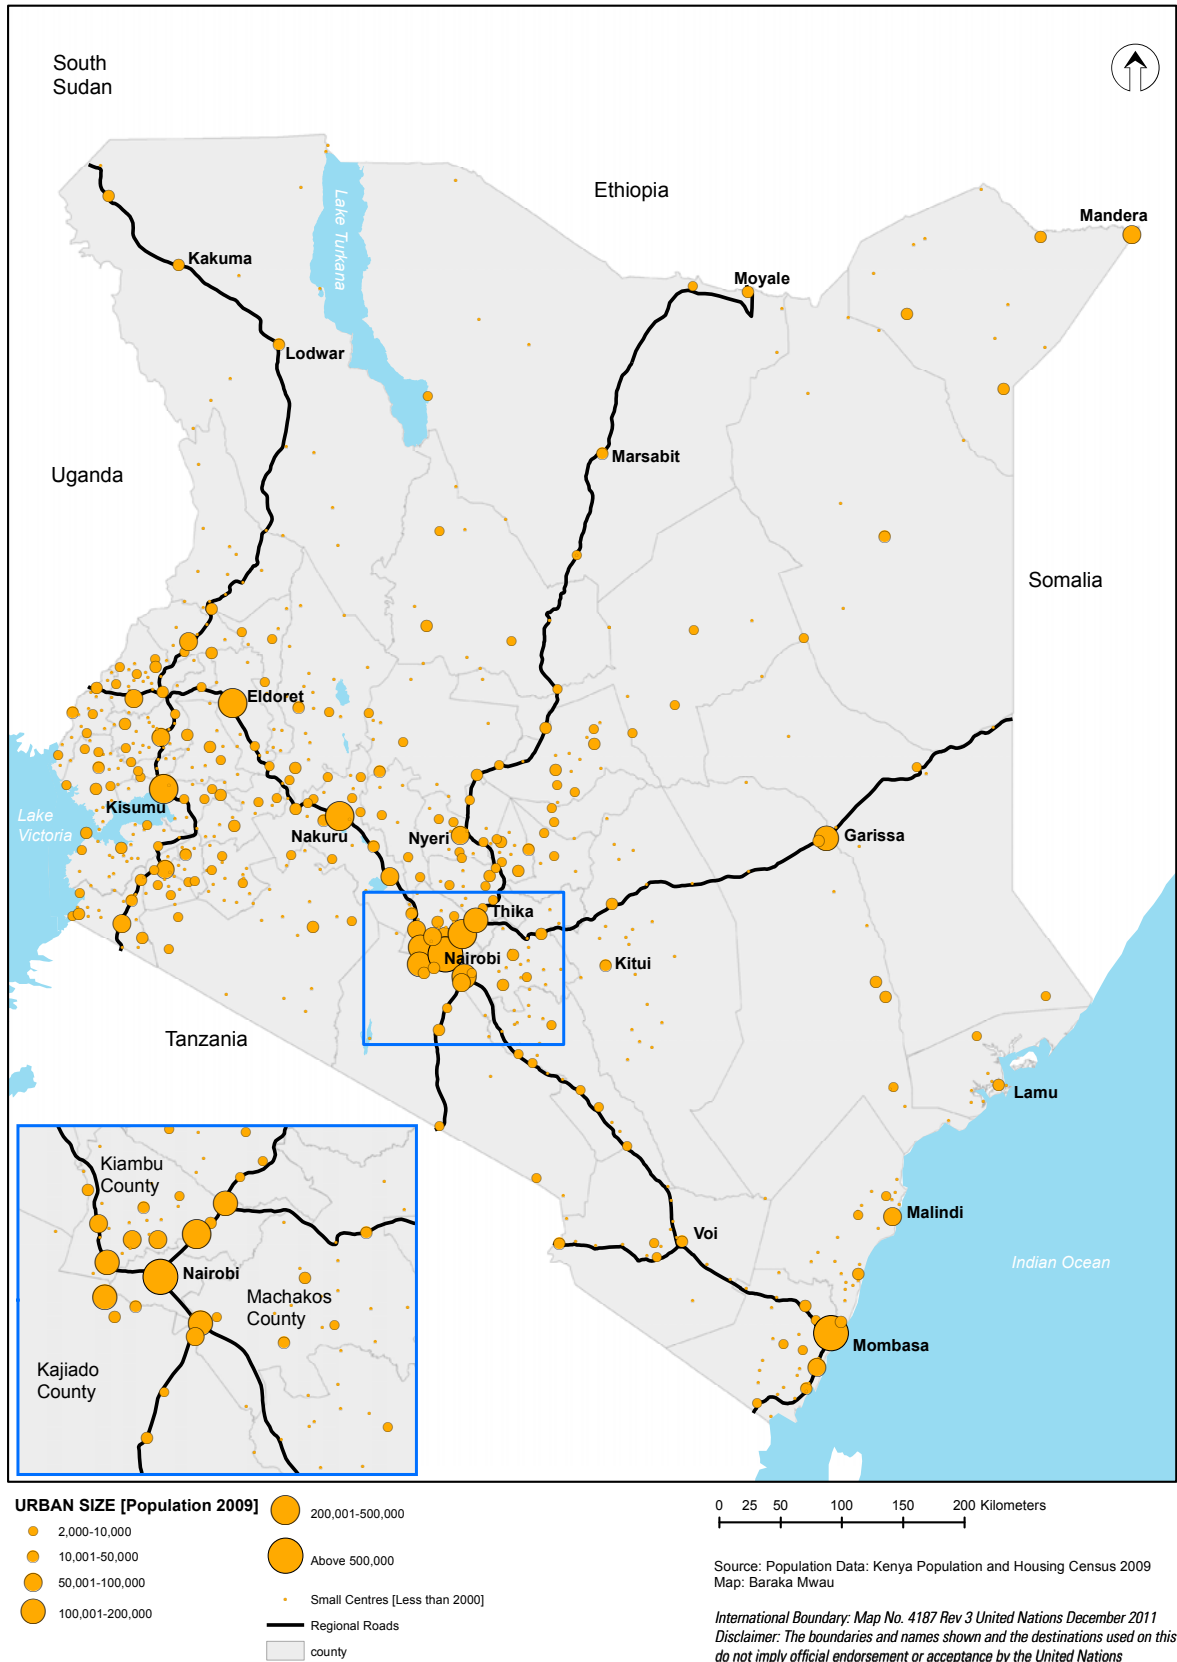 South
Sudan
Ethiopia
Mandera
Lake Turkana
Kakuma
Moyale
Lodwar
Marsabit
Uganda
Somalia
Eldoret
Kisumu
Lake
Victoria
Nakuru
Nyeri
Garissa
Thika
Nairobi
Kitui
Tanzania
Lamu
Kiambu
County
Malindi
Voi
Indian Ocean
Nairobi
Machakos
County
Mombasa
Kajiado
County
URBAN SIZE [Population 2009]
2,000-10,000
10,001-50,000
50,001-100,000
100,001-200,000
200,001-500,000
Above 500,000
Small Centres [Less than 2000]
Regional Roads
county
0 25 50 100 150 200 Kilometers
Source: Population Data: Kenya Population and Housing Census 2009
Map: Baraka Mwau
International Boundary: Map No. 4187 Rev 3 United Nations December 2011
Disclaimer: The boundaries and names shown and the destinations used on this
do not imply official endorsement or acceptance by the United Nations